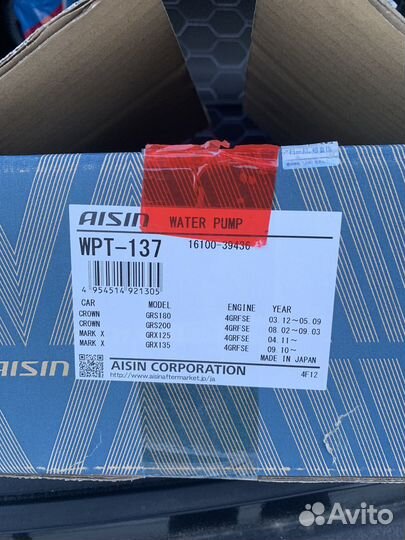 AISIN WATER PUMP
WPT-137 16100-39436
4 954514 921305
CAR MODEL ENGINE YEAR
CROWN GRS180 4GRFSE 03.12~05.09
CROWN GRS200 4GRFSE 08.02~09.03
MARK X GRX125 4GRFSE 04.11~
MARK X GRX135 4GRFSE 09.10~
MADE IN JAPAN
AISIN CORPORATION
http://www.aisinaftermarket.jp/ja 4F12
AISIN
Avito